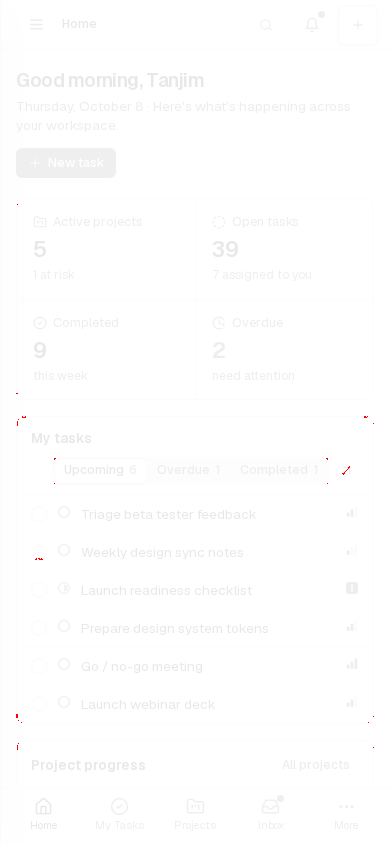 Home
Good morning, Tanjim
Thursday, October 8 · Here's what's happening across
your workspace.
New task
Active projects
5
1 at risk
Open tasks
39
7 assigned to you
Completed
9
this week
Overdue
2
need attention
My tasks
Upcoming 6
Overdue 1
Completed 1
Triage beta tester feedback
Weekly design sync notes
Launch readiness checklist
Prepare design system tokens
Go / no-go meeting
Launch webinar deck
Project progress
All projects
Home
My Tasks
Projects
Inbox
More